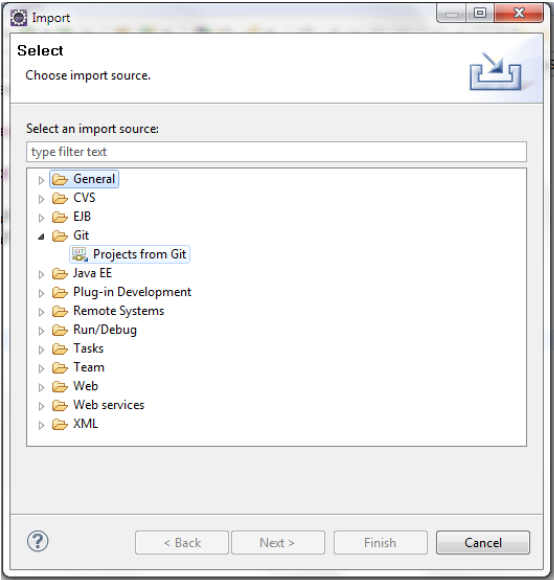 Import
Select
Choose import source.
Select an import source:
type filter text
General
CVS
EJB
Git
Projects from Git
Java EE
Plug-in Development
Remote Systems
Run/Debug
Tasks
Team
Web
Web services
XML
? < Back Next > Finish Cancel